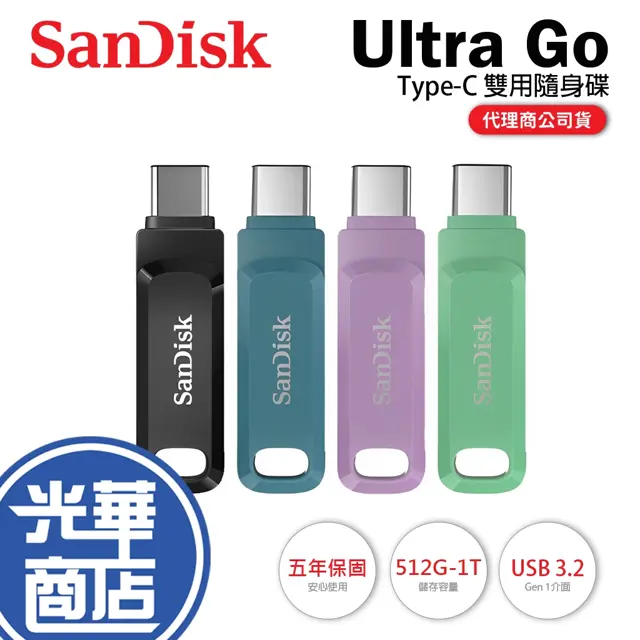 SanDisk
Ultra Go
Type-C 雙用隨身碟
代理商公司貨
SanDisk
SanDisk
SanDisk
SanDisk
光華
商店
五年保固
安心使用
512G-1T
儲存容量
USB 3.2
Gen 1介面